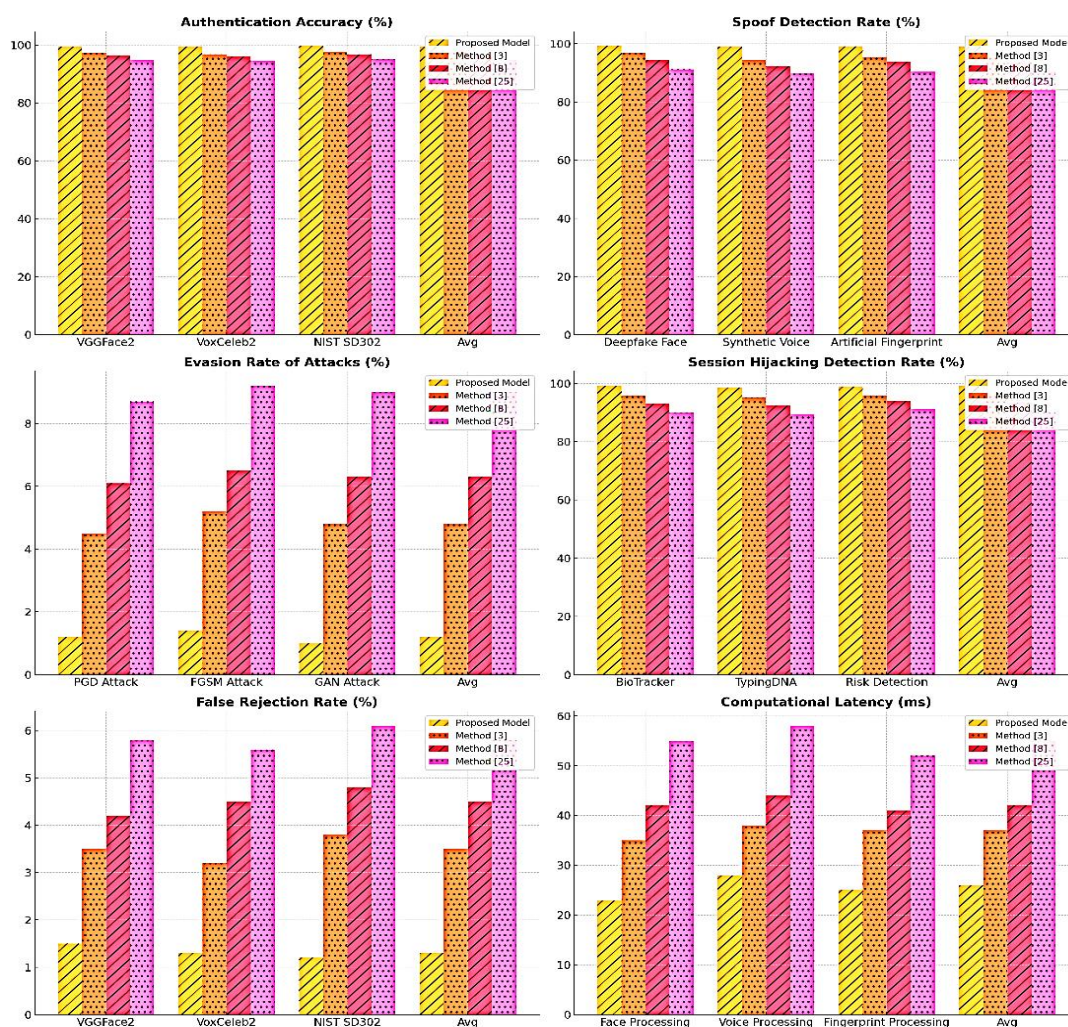 Authentication Accuracy (%)
100
80
60
40
20
0
Proposed Model
Method [3]
Method [8]
Method [25]
VGGFace2 VoxCeleb2 NIST SD302 Avg
Spoof Detection Rate (%)
100
80
60
40
20
0
Proposed Model
Method [3]
Method [8]
Method [25]
Deepfake Face Synthetic Voice Artificial Fingerprint Avg
Evasion Rate of Attacks (%)
8
6
4
2
0
Proposed Model
Method [3]
Method [8]
Method [25]
PGD Attack FGSM Attack GAN Attack Avg
Session Hijacking Detection Rate (%)
100
80
60
40
20
0
Proposed Model
Method [3]
Method [8]
Method [25]
BioTracker TypingDNA Risk Detection Avg
False Rejection Rate (%)
6
5
4
3
2
1
0
Proposed Model
Method [3]
Method [8]
Method [25]
VGGFace2 VoxCeleb2 NIST SD302 Avg
Computational Latency (ms)
60
50
40
30
20
10
0
Proposed Model
Method [3]
Method [8]
Method [25]
Face Processing Voice Processing Fingerprint Processing Avg